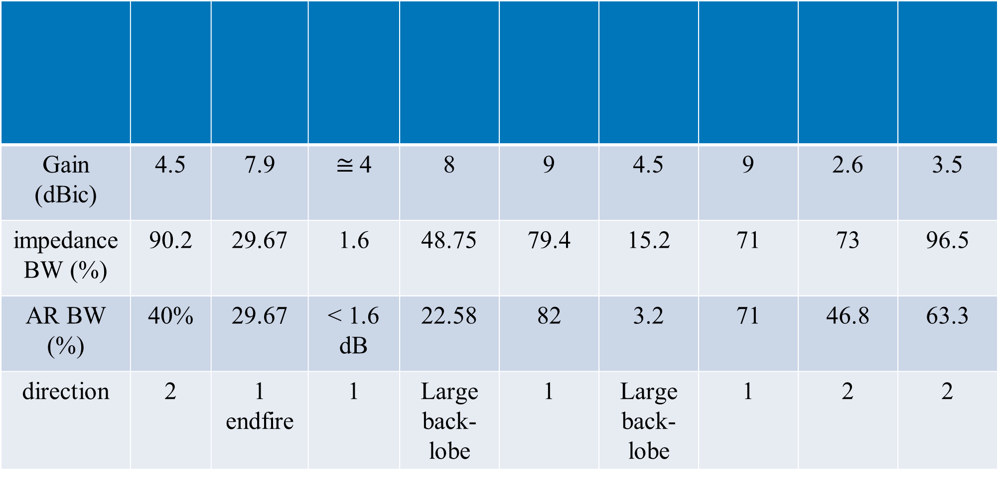 Gain 4.5 7.9 ≅ 4 8 9 4.5 9 2.6 3.5
(dBic)
impedance 90.2 29.67 1.6 48.75 79.4 15.2 71 73 96.5
BW (%)
AR BW 40% 29.67 < 1.6 22.58 82 3.2 71 46.8 63.3
(%) dB
direction 2 1 1 Large 1 Large 1 2 2
endfire back- back-
lobe lobe